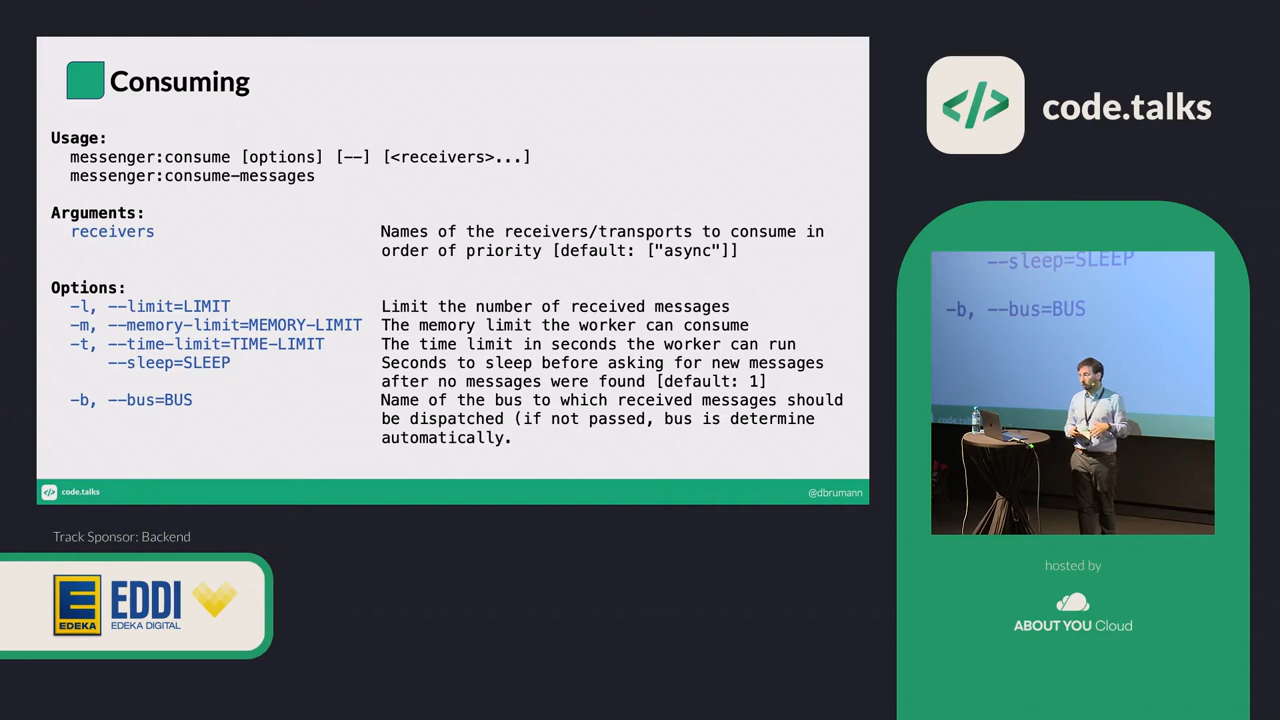 Consuming
Usage:
messenger:consume [options] [--] [<receivers>...]
messenger:consume-messages
Arguments:
receivers Names of the receivers/transports to consume in
order of priority [default: ["async"]]
Options:
-l, --limit=LIMIT Limit the number of received messages
-m, --memory-limit=MEMORY-LIMIT The memory limit the worker can consume
-t, --time-limit=TIME-LIMIT The time limit in seconds the worker can run
--sleep=SLEEP Seconds to sleep before asking for new messages
after no messages were found [default: 1]
-b, --bus=BUS Name of the bus to which received messages should
be dispatched (if not passed, bus is determine
automatically.
code.talks
@dbrumann
Track Sponsor: Backend
E
EDEKA
EDDI
EDEKA DIGITAL
</>
code.talks
--sleep=SLEEP
-b, --bus=BUS
code.talks
hosted by
ABOUT YOU Cloud